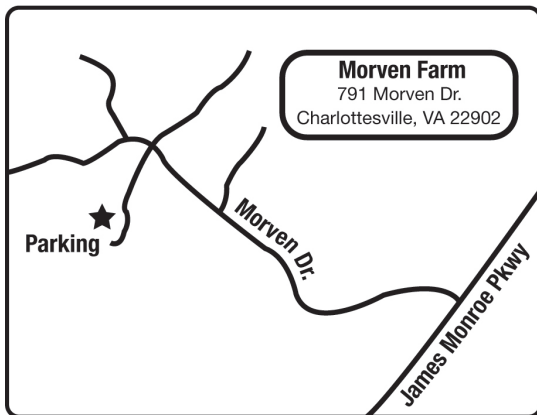 Morven Farm
791 Morven Dr.
Charlottesville, VA 22902
Parking
Morven Dr.
James Monroe Pkwy